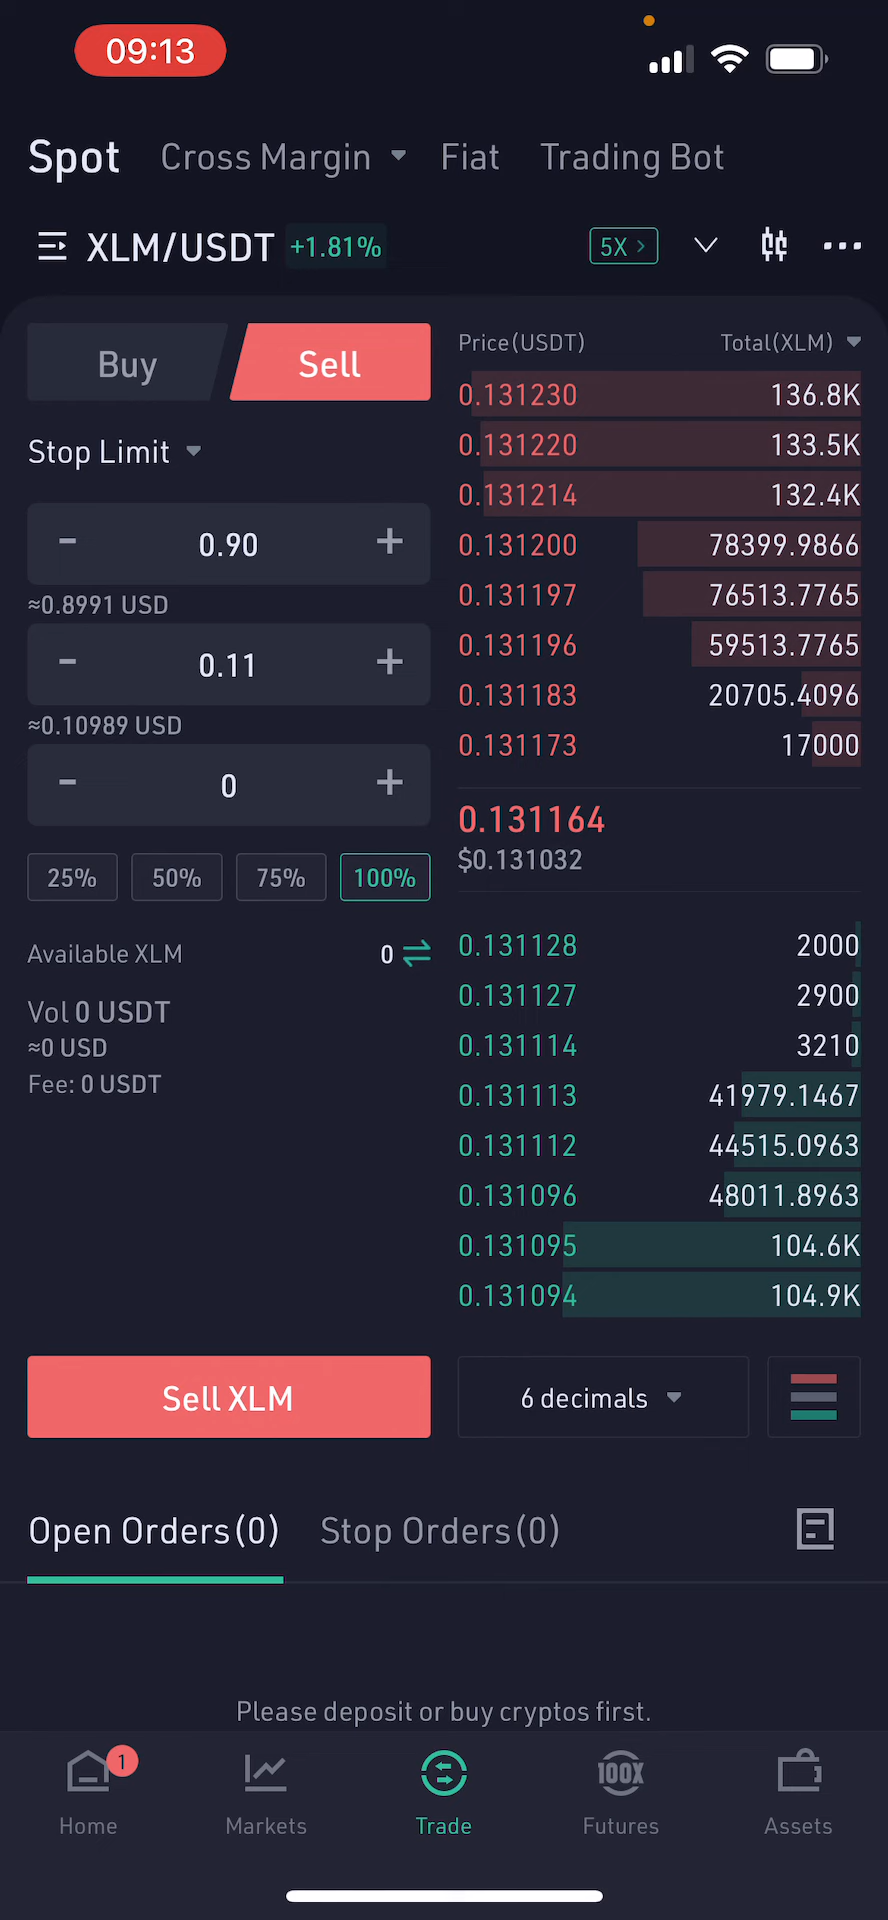 09:13
Spot Cross Margin Fiat Trading Bot
XLM/USDT +1.81% 5X >
Buy Sell
Stop Limit
- 0.90 +
≈0.8991 USD
- 0.11 +
≈0.10989 USD
- 0 +
25% 50% 75% 100%
Available XLM 0
Vol 0 USDT
≈0 USD
Fee: 0 USDT
Sell XLM
Price(USDT) Total(XLM)
0.131230 136.8K
0.131220 133.5K
0.131214 132.4K
0.131200 78399.9866
0.131197 76513.7765
0.131196 59513.7765
0.131183 20705.4096
0.131173 17000
0.131164
$0.131032
0.131128 2000
0.131127 2900
0.131114 3210
0.131113 41979.1467
0.131112 44515.0963
0.131096 48011.8963
0.131095 104.6K
0.131094 104.9K
6 decimals
Open Orders(0) Stop Orders(0)
Please deposit or buy cryptos first.
1
100X
Home Markets Trade Futures Assets